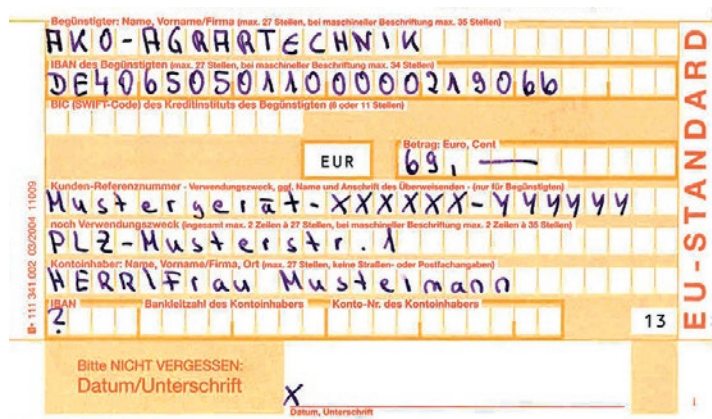 Begünstigter: Name, Vorname/Firma (max. 27 Stellen, bei maschineller Beschriftung max. 35 Stellen)
AKO-AGRARTECHNIK
IBAN des Begünstigten (max. 27 Stellen, bei maschineller Beschriftung max. 34 Stellen)
DE40650501100000219066
BIC (SWIFT-Code) des Kreditinstituts des Begünstigten (8 oder 11 Stellen)
Betrag: Euro, Cent
EUR
69,—
Kunden-Referenznummer - Verwendungszweck, ggf. Name und Anschrift des Überweisenden - (nur für Begünstigten)
Mustergerät-XXXXXX-YYYYYY
noch Verwendungszweck (insgesamt max. 2 Zeilen à 27 Stellen, bei maschineller Beschriftung max. 2 Zeilen à 35 Stellen)
PLZ-Musterstr.1
Kontoinhaber: Name, Vorname/Firma, Ort (max. 27 Stellen, keine Straßen- oder Postfachangaben)
HERR/Frau Mustermann
IBAN Bankleitzahl des Kontoinhabers Konto-Nr. des Kontoinhabers
?
13
Bitte NICHT VERGESSEN:
Datum/Unterschrift
X
Datum, Unterschrift
111 341 002 03/2004 11009
EU-STANDARD